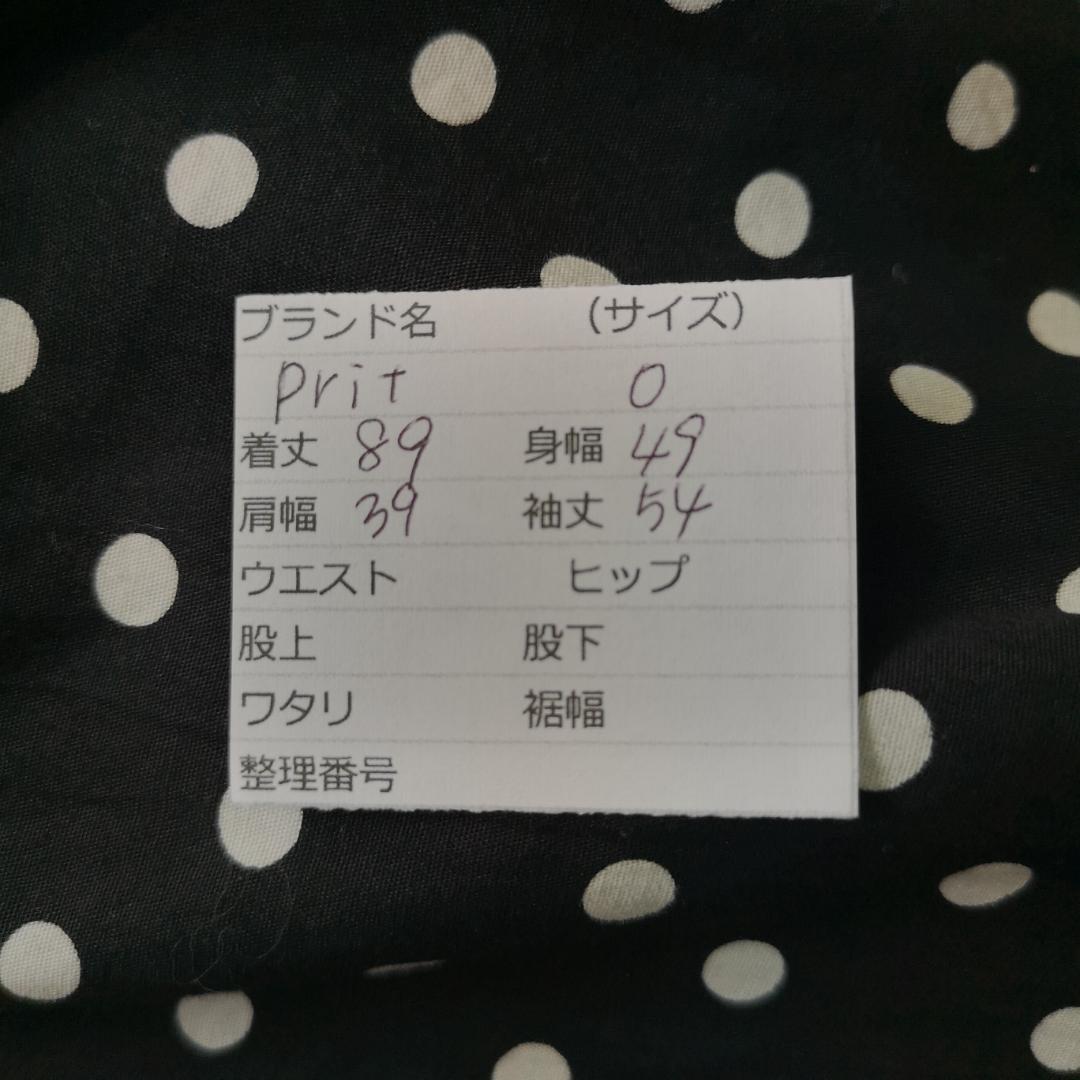 ブランド名 （サイズ）
prit 0
着丈 89 身幅 49
肩幅 39 袖丈 54
ウエスト ヒップ
股上 股下
ワタリ 裾幅
整理番号